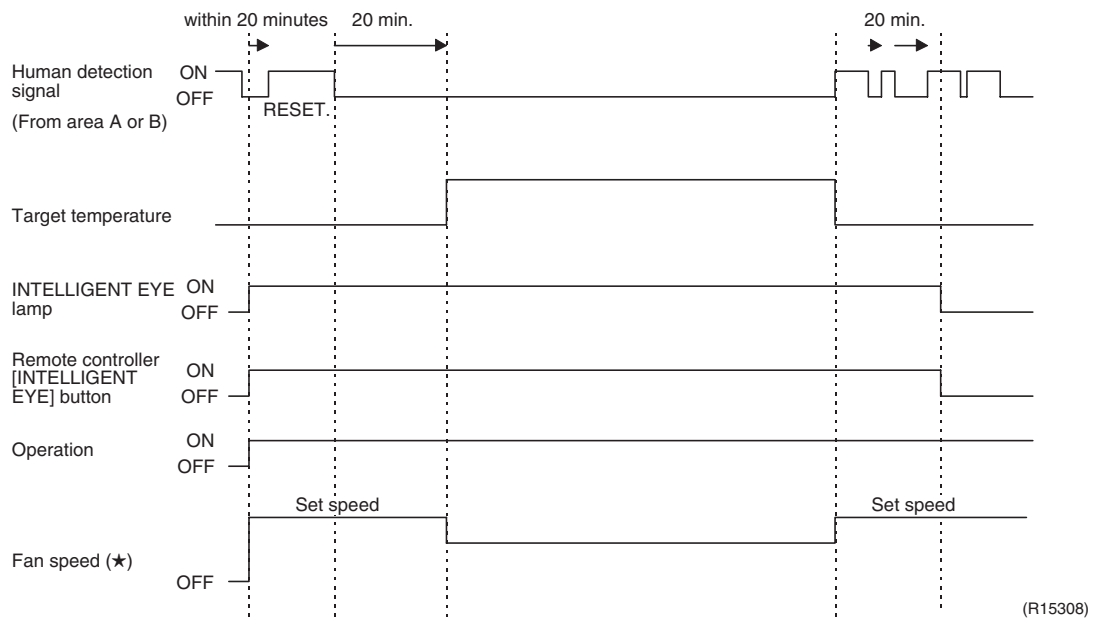 within 20 minutes
20 min.
20 min.
Human detection
signal
(From area A or B)
ON
OFF
RESET.
Target temperature
INTELLIGENT EYE
lamp
ON
OFF
Remote controller
[INTELLIGENT
EYE] button
ON
OFF
Operation
ON
OFF
Set speed
Set speed
Fan speed (★)
OFF
(R15308)